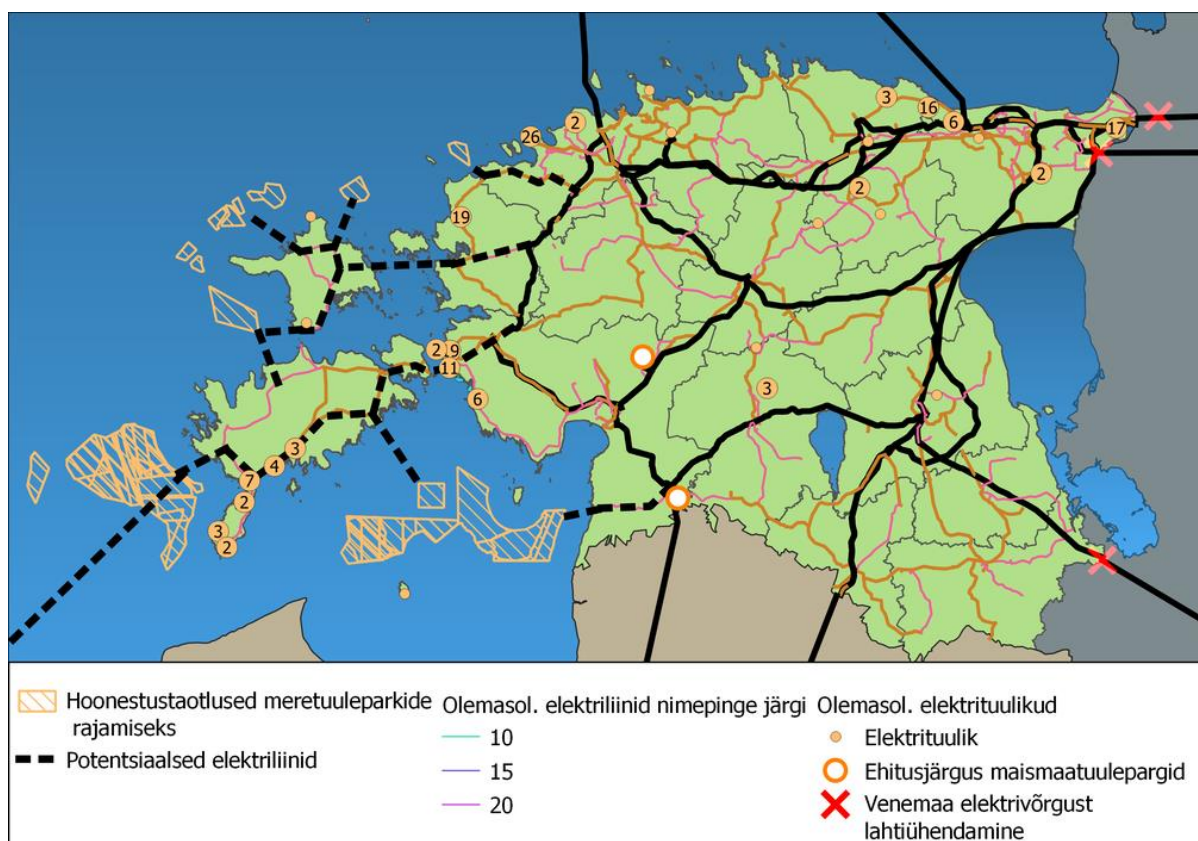 3
16
6
17
2
26
2
2
19
2
19
11
6
3
3
4
7
2
3
2
Hoonestustaotlused meretuuleparkide
rajamiseks
Potentsiaalsed elektriliinid
Olemasol. elektriliinid nimepinge järgi
10
15
20
Olemasol. elektrituulikud
Elektrituulik
Ehitusjärgus maismaatuulepargid
Venemaa elektrivõrgust
lahtiühendamine